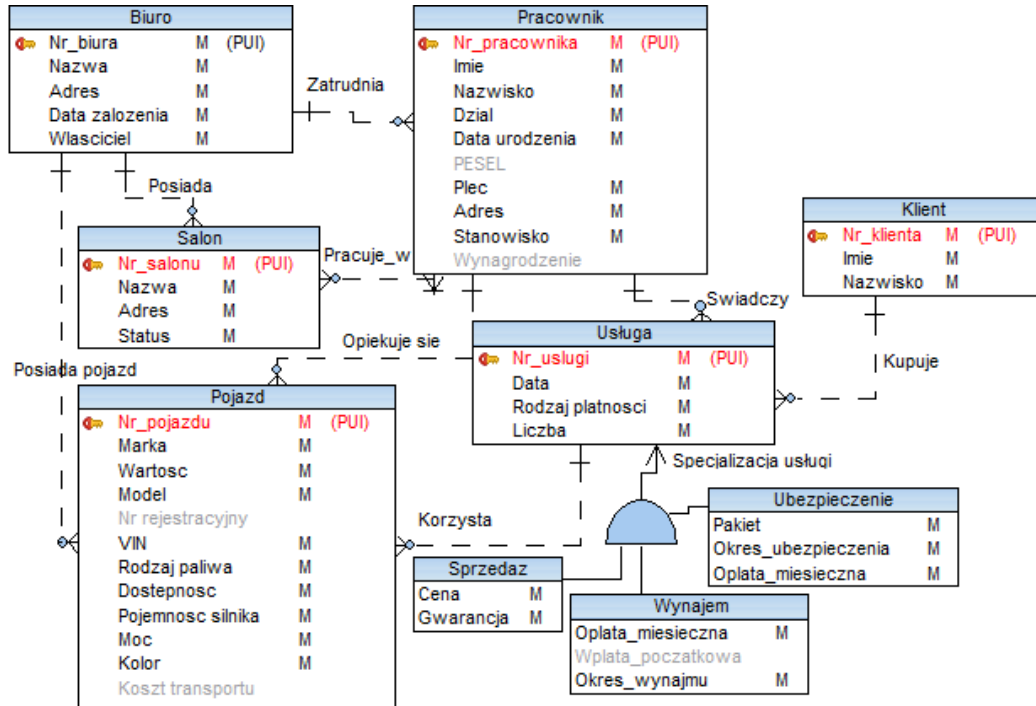 Biuro
Nr_biura M (PUI)
Nazwa M
Adres M
Data zalozenia M
Wlasciciel M
Zatrudnia
Pracownik
Nr_pracownika M (PUI)
Imie M
Nazwisko M
Dzial M
Data urodzenia M
PESEL
Plec M
Adres M
Stanowisko M
Wynagrodzenie
Posiada
Salon
Nr_salonu M (PUI)
Nazwa M
Adres M
Status M
Pracuje_w
Klient
Nr_klienta M (PUI)
Imie M
Nazwisko M
Swiadczy
Opiekuje sie
Usługa
Nr_uslugi M (PUI)
Data M
Rodzaj platnosci M
Liczba M
Kupuje
Posiada pojazd
Pojazd
Nr_pojazdu M (PUI)
Marka M
Wartosc M
Model M
Nr rejestracyjny
VIN M
Rodzaj paliwa M
Dostepnosc M
Pojemnosc silnika M
Moc M
Kolor M
Koszt transportu
Korzysta
Specjalizacja usługi
Ubezpieczenie
Pakiet M
Okres_ubezpieczenia M
Oplata_miesieczna M
Sprzedaz
Cena M
Gwarancja M
Wynajem
Oplata_miesieczna M
Wplata_poczatkowa
Okres_wynajmu M